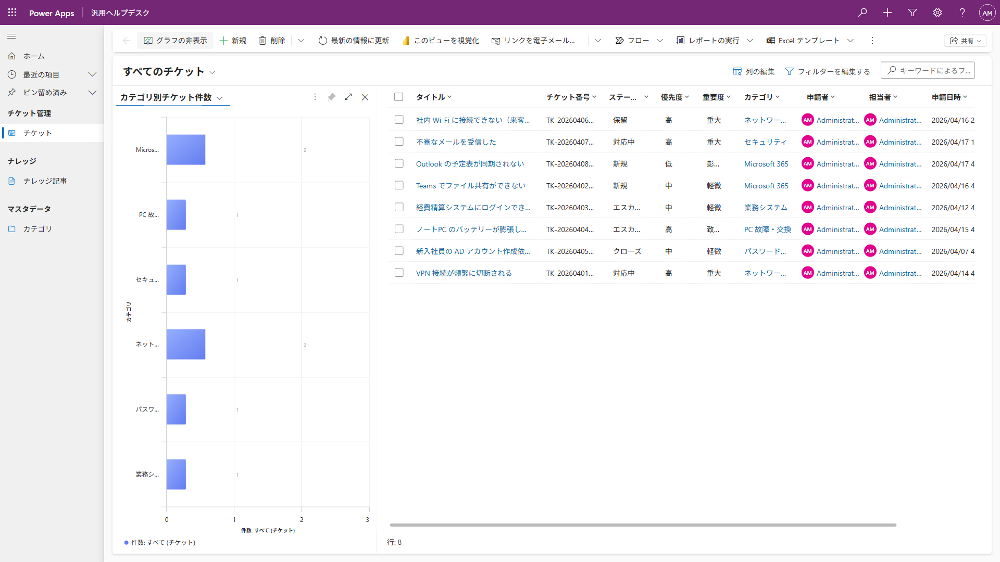 Power Apps 汎用ヘルプデスク AM
グラフの非表示 新規 削除 最新の情報に更新 このビューを視覚化 リンクを電子メール... フロー レポートの実行 Excel テンプレート 共有
ホーム
最近の項目
ピン留め済み
チケット管理
チケット
ナレッジ
ナレッジ記事
マスタデータ
カテゴリ
すべてのチケット 列の編集 フィルターを編集する キーワードによるフ...
カテゴリ別チケット件数
Micros... 2
PC 故... 1
セキュ... 1
ネット... 2
パスワ... 1
業務シ... 1
カテゴリ
0 1 2 3
件数: すべて (チケット)
件数: すべて (チケット)
タイトル チケット番号 ステー... 優先度 重要度 カテゴリ 申請者 担当者 申請日時
社内 Wi-Fi に接続できない（来客... TK-20260406... 保留 高 重大 ネットワー... AM Administrat... AM Administrat... 2026/04/16 2
不審なメールを受信した TK-20260407... 対応中 高 重大 セキュリティ AM Administrat... AM Administrat... 2026/04/17 1
Outlook の予定表が同期されない TK-20260408... 新規 低 影... Microsoft 365 AM Administrat... AM Administrat... 2026/04/17 4
Teams でファイル共有ができない TK-20260402... 新規 中 軽微 Microsoft 365 AM Administrat... AM Administrat... 2026/04/16 4
経費精算システムにログインでき... TK-20260403... エスカ... 中 軽微 業務システム AM Administrat... AM Administrat... 2026/04/12 4
ノートPC のバッテリーが膨張し... TK-20260404... エスカ... 高 致... PC 故障・交換 AM Administrat... AM Administrat... 2026/04/15 4
新入社員の AD アカウント作成依... TK-20260405... クローズ 中 軽微 パスワード... AM Administrat... AM Administrat... 2026/04/07 4
VPN 接続が頻繁に切断される TK-20260401... 対応中 高 重大 ネットワー... AM Administrat... AM Administrat... 2026/04/14 4
行: 8